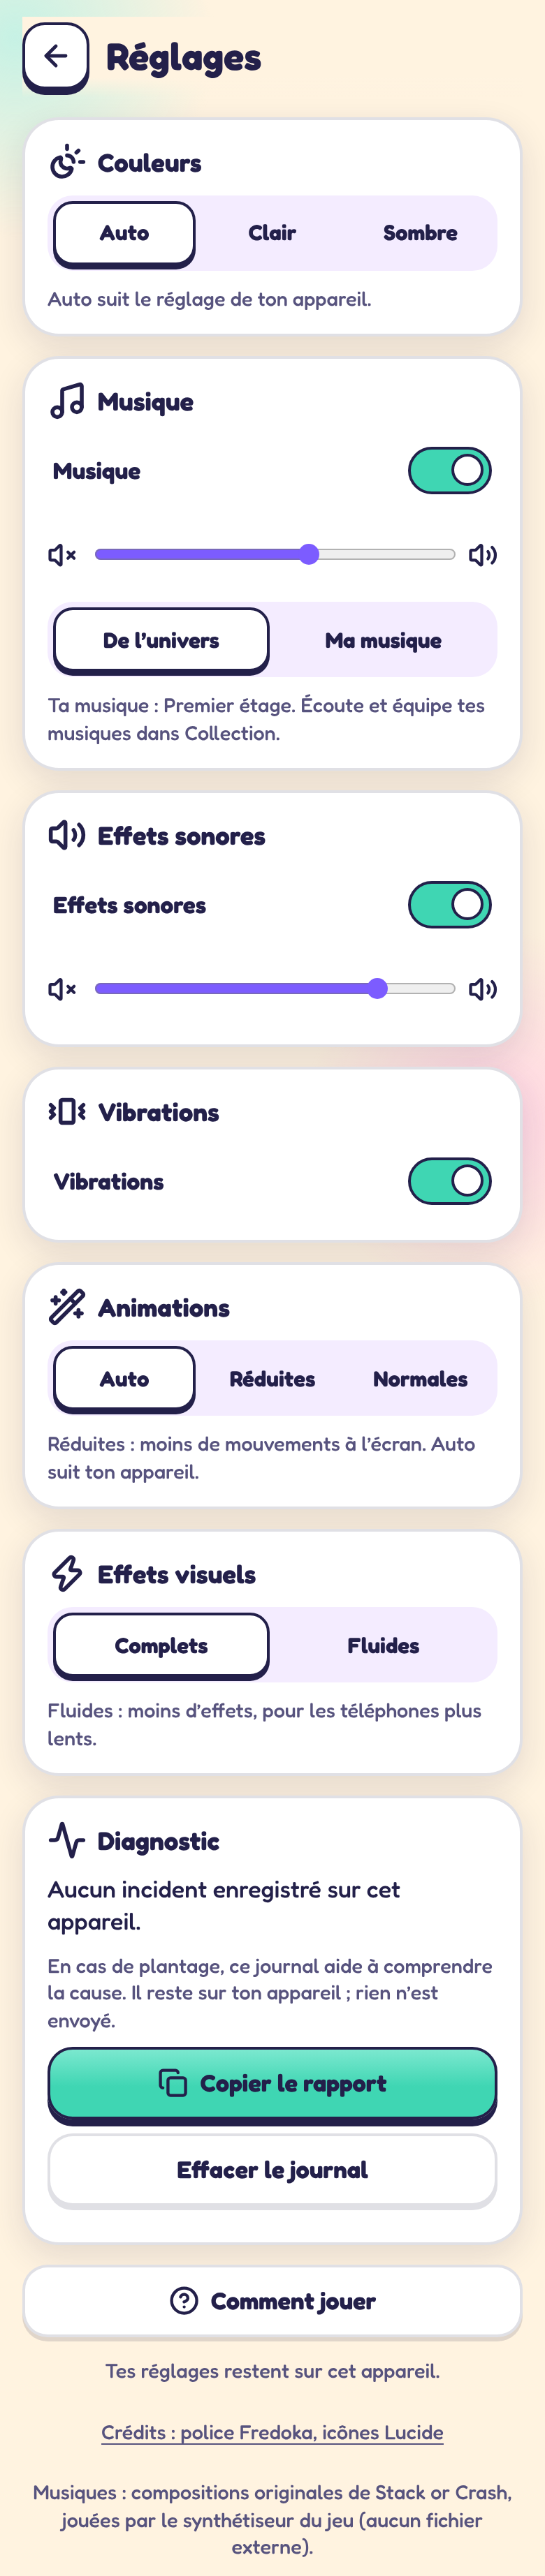 Réglages
Couleurs
Auto
Clair
Sombre
Auto suit le réglage de ton appareil.
Musique
Musique
De l’univers
Ma musique
Ta musique : Premier étage. Écoute et équipe tes
musiques dans Collection.
Effets sonores
Effets sonores
Vibrations
Vibrations
Animations
Auto
Réduites
Normales
Réduites : moins de mouvements à l’écran. Auto
suit ton appareil.
Effets visuels
Complets
Fluides
Fluides : moins d’effets, pour les téléphones plus
lents.
Diagnostic
Aucun incident enregistré sur cet
appareil.
En cas de plantage, ce journal aide à comprendre
la cause. Il reste sur ton appareil ; rien n’est
envoyé.
Copier le rapport
Effacer le journal
Comment jouer
Tes réglages restent sur cet appareil.
Crédits : police Fredoka, icônes Lucide
Musiques : compositions originales de Stack or Crash,
jouées par le synthétiseur du jeu (aucun fichier
externe).